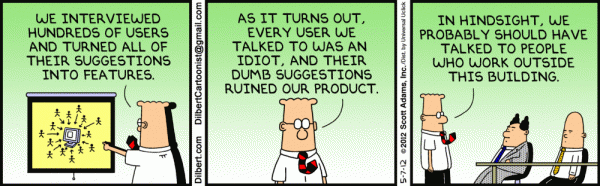 WE INTERVIEWED
HUNDREDS OF USERS
AND TURNED ALL OF
THEIR SUGGESTIONS
INTO FEATURES.
Dilbert.com DilbertCartoonist@gmail.com
AS IT TURNS OUT,
EVERY USER WE
TALKED TO WAS AN
IDIOT, AND THEIR
DUMB SUGGESTIONS
RUINED OUR PRODUCT.
5-7-12 ©2012 Scott Adams, Inc. /Dist. by Universal Uclick
IN HINDSIGHT, WE
PROBABLY SHOULD HAVE
TALKED TO PEOPLE
WHO WORK OUTSIDE
THIS BUILDING.